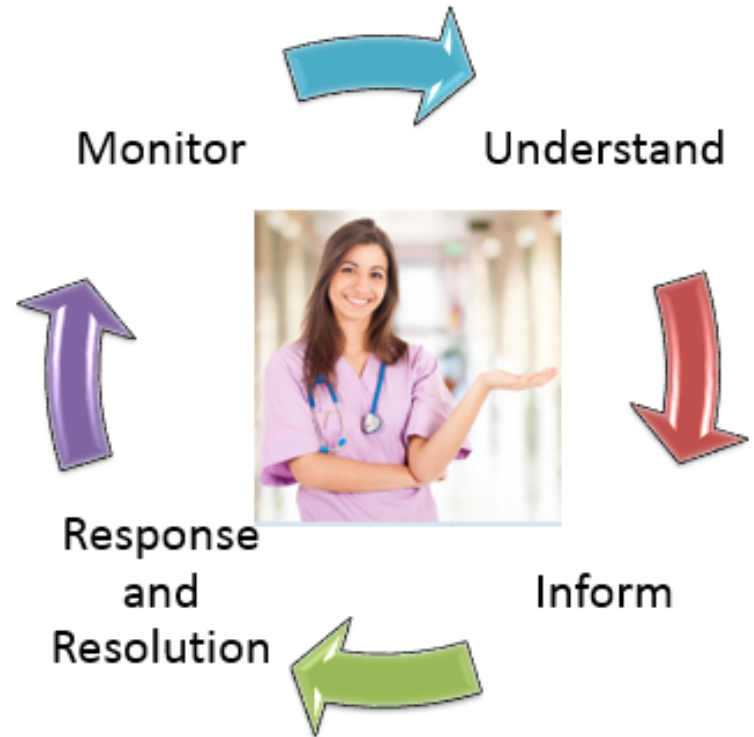 Monitor
Understand
Inform
Response
and
Resolution